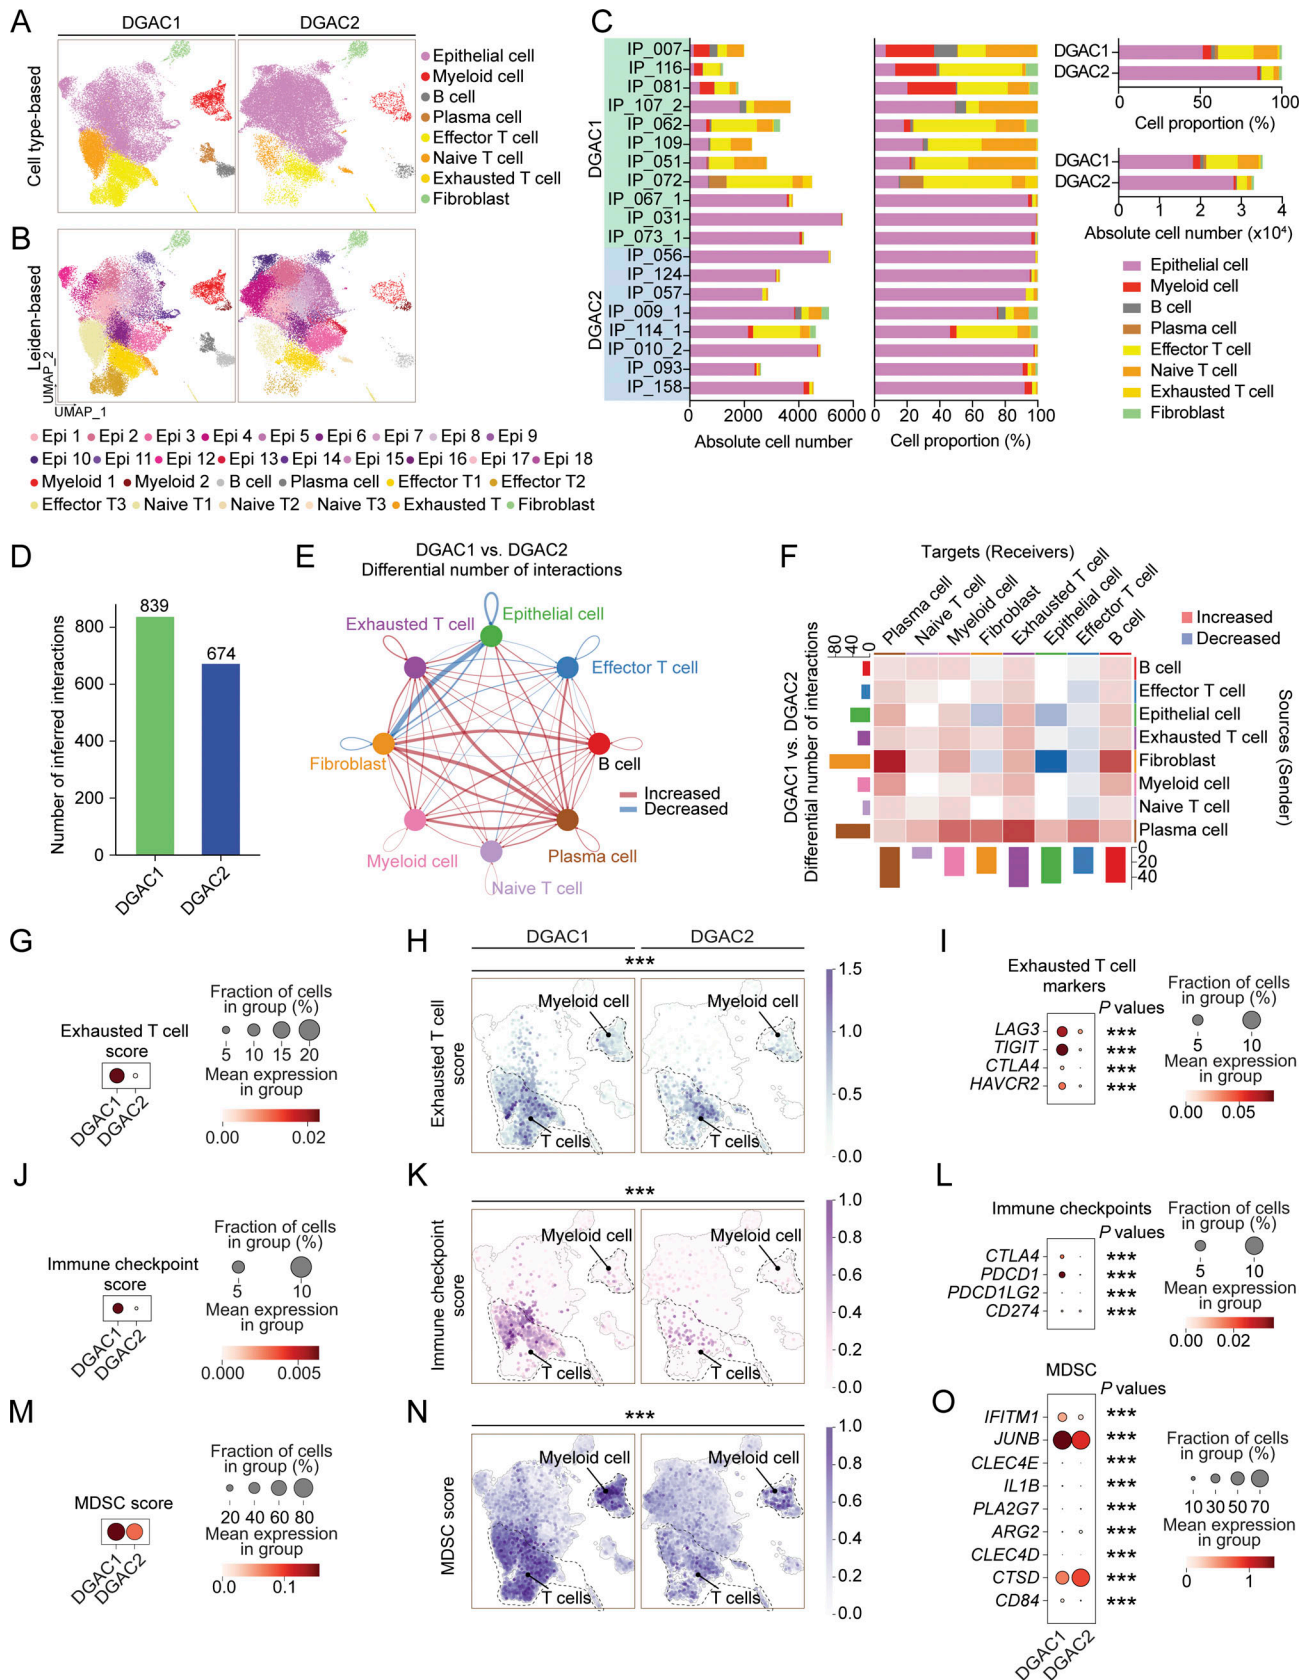 A
DGAC1
DGAC2
Cell type-based
Epithelial cell
Myeloid cell
B cell
Plasma cell
Effector T cell
Naive T cell
Exhausted T cell
Fibroblast
B
Leiden-based
UMAP_2
UMAP_1
Epi 1 Epi 2 Epi 3 Epi 4 Epi 5 Epi 6 Epi 7 Epi 8 Epi 9
Epi 10 Epi 11 Epi 12 Epi 13 Epi 14 Epi 15 Epi 16 Epi 17 Epi 18
Myeloid 1 Myeloid 2 B cell Plasma cell Effector T1 Effector T2
Effector T3 Naive T1 Naive T2 Naive T3 Exhausted T Fibroblast
C
DGAC1
DGAC2
IP_007
IP_116
IP_081
IP_107_2
IP_062
IP_109
IP_051
IP_072
IP_067_1
IP_031
IP_073_1
IP_056
IP_124
IP_057
IP_009_1
IP_114_1
IP_010_2
IP_093
IP_158
0 2000 4000 6000
Absolute cell number
0 20 40 60 80 100
Cell proportion (%)
DGAC1
DGAC2
0 50 100
Cell proportion (%)
DGAC1
DGAC2
0 1 2 3 4
Absolute cell number (x10⁴)
Epithelial cell
Myeloid cell
B cell
Plasma cell
Effector T cell
Naive T cell
Exhausted T cell
Fibroblast
D
Number of inferred interactions
800
600
400
200
0
839
674
DGAC1
DGAC2
E
DGAC1 vs. DGAC2
Differential number of interactions
Epithelial cell
Exhausted T cell
Effector T cell
Fibroblast
B cell
Increased
Decreased
Myeloid cell
Plasma cell
Naive T cell
F
Targets (Receivers)
Plasma cell
Naive T cell
Myeloid cell
Fibroblast
Exhausted T cell
Epithelial cell
Effector T cell
B cell
Increased
Decreased
80
40
0
DGAC1 vs. DGAC2
Differential number of interactions
B cell
Effector T cell
Epithelial cell
Exhausted T cell
Fibroblast
Myeloid cell
Naive T cell
Plasma cell
Sources (Sender)
0
20
40
G
Exhausted T cell
score
DGAC1
DGAC2
Fraction of cells
in group (%)
5 10 15 20
Mean expression
in group
0.00 0.02
H
DGAC1
DGAC2
***
Exhausted T cell
score
Myeloid cell
T cells
Myeloid cell
T cells
1.5
1.0
0.5
0.0
I
Exhausted T cell
markers
P values
LAG3 ***
TIGIT ***
CTLA4 ***
HAVCR2 ***
Fraction of cells
in group (%)
5 10
Mean expression
in group
0.00 0.05
J
Immune checkpoint
score
DGAC1
DGAC2
Fraction of cells
in group (%)
5 10
Mean expression
in group
0.000 0.005
K
***
Immune checkpoint
score
Myeloid cell
T cells
Myeloid cell
T cells
1.0
0.8
0.6
0.4
0.2
0.0
L
Immune checkpoints
P values
CTLA4 ***
PDCD1 ***
PDCD1LG2 ***
CD274 ***
Fraction of cells
in group (%)
5 10
Mean expression
in group
0.00 0.02
M
MDSC score
DGAC1
DGAC2
Fraction of cells
in group (%)
20 40 60 80
Mean expression
in group
0.0 0.1
N
***
MDSC score
Myeloid cell
T cells
Myeloid cell
T cells
1.0
0.8
0.6
0.4
0.2
0.0
O
MDSC
P values
IFITM1 ***
JUNB ***
CLEC4E ***
IL1B ***
PLA2G7 ***
ARG2 ***
CLEC4D ***
CTSD ***
CD84 ***
DGAC1
DGAC2
Fraction of cells
in group (%)
10 30 50 70
Mean expression
in group
0 1